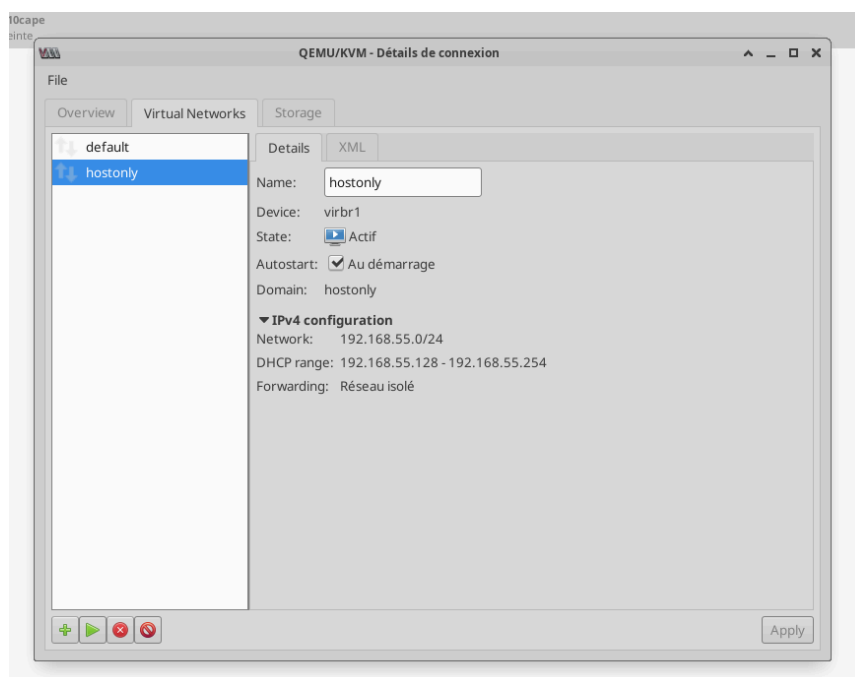 10cape
einte
QEMU/KVM - Détails de connexion
File
Overview Virtual Networks Storage
default
hostonly
Details XML
Name: hostonly
Device: virbr1
State: Actif
Autostart: Au démarrage
Domain: hostonly
IPv4 configuration
Network: 192.168.55.0/24
DHCP range: 192.168.55.128 - 192.168.55.254
Forwarding: Réseau isolé
Apply